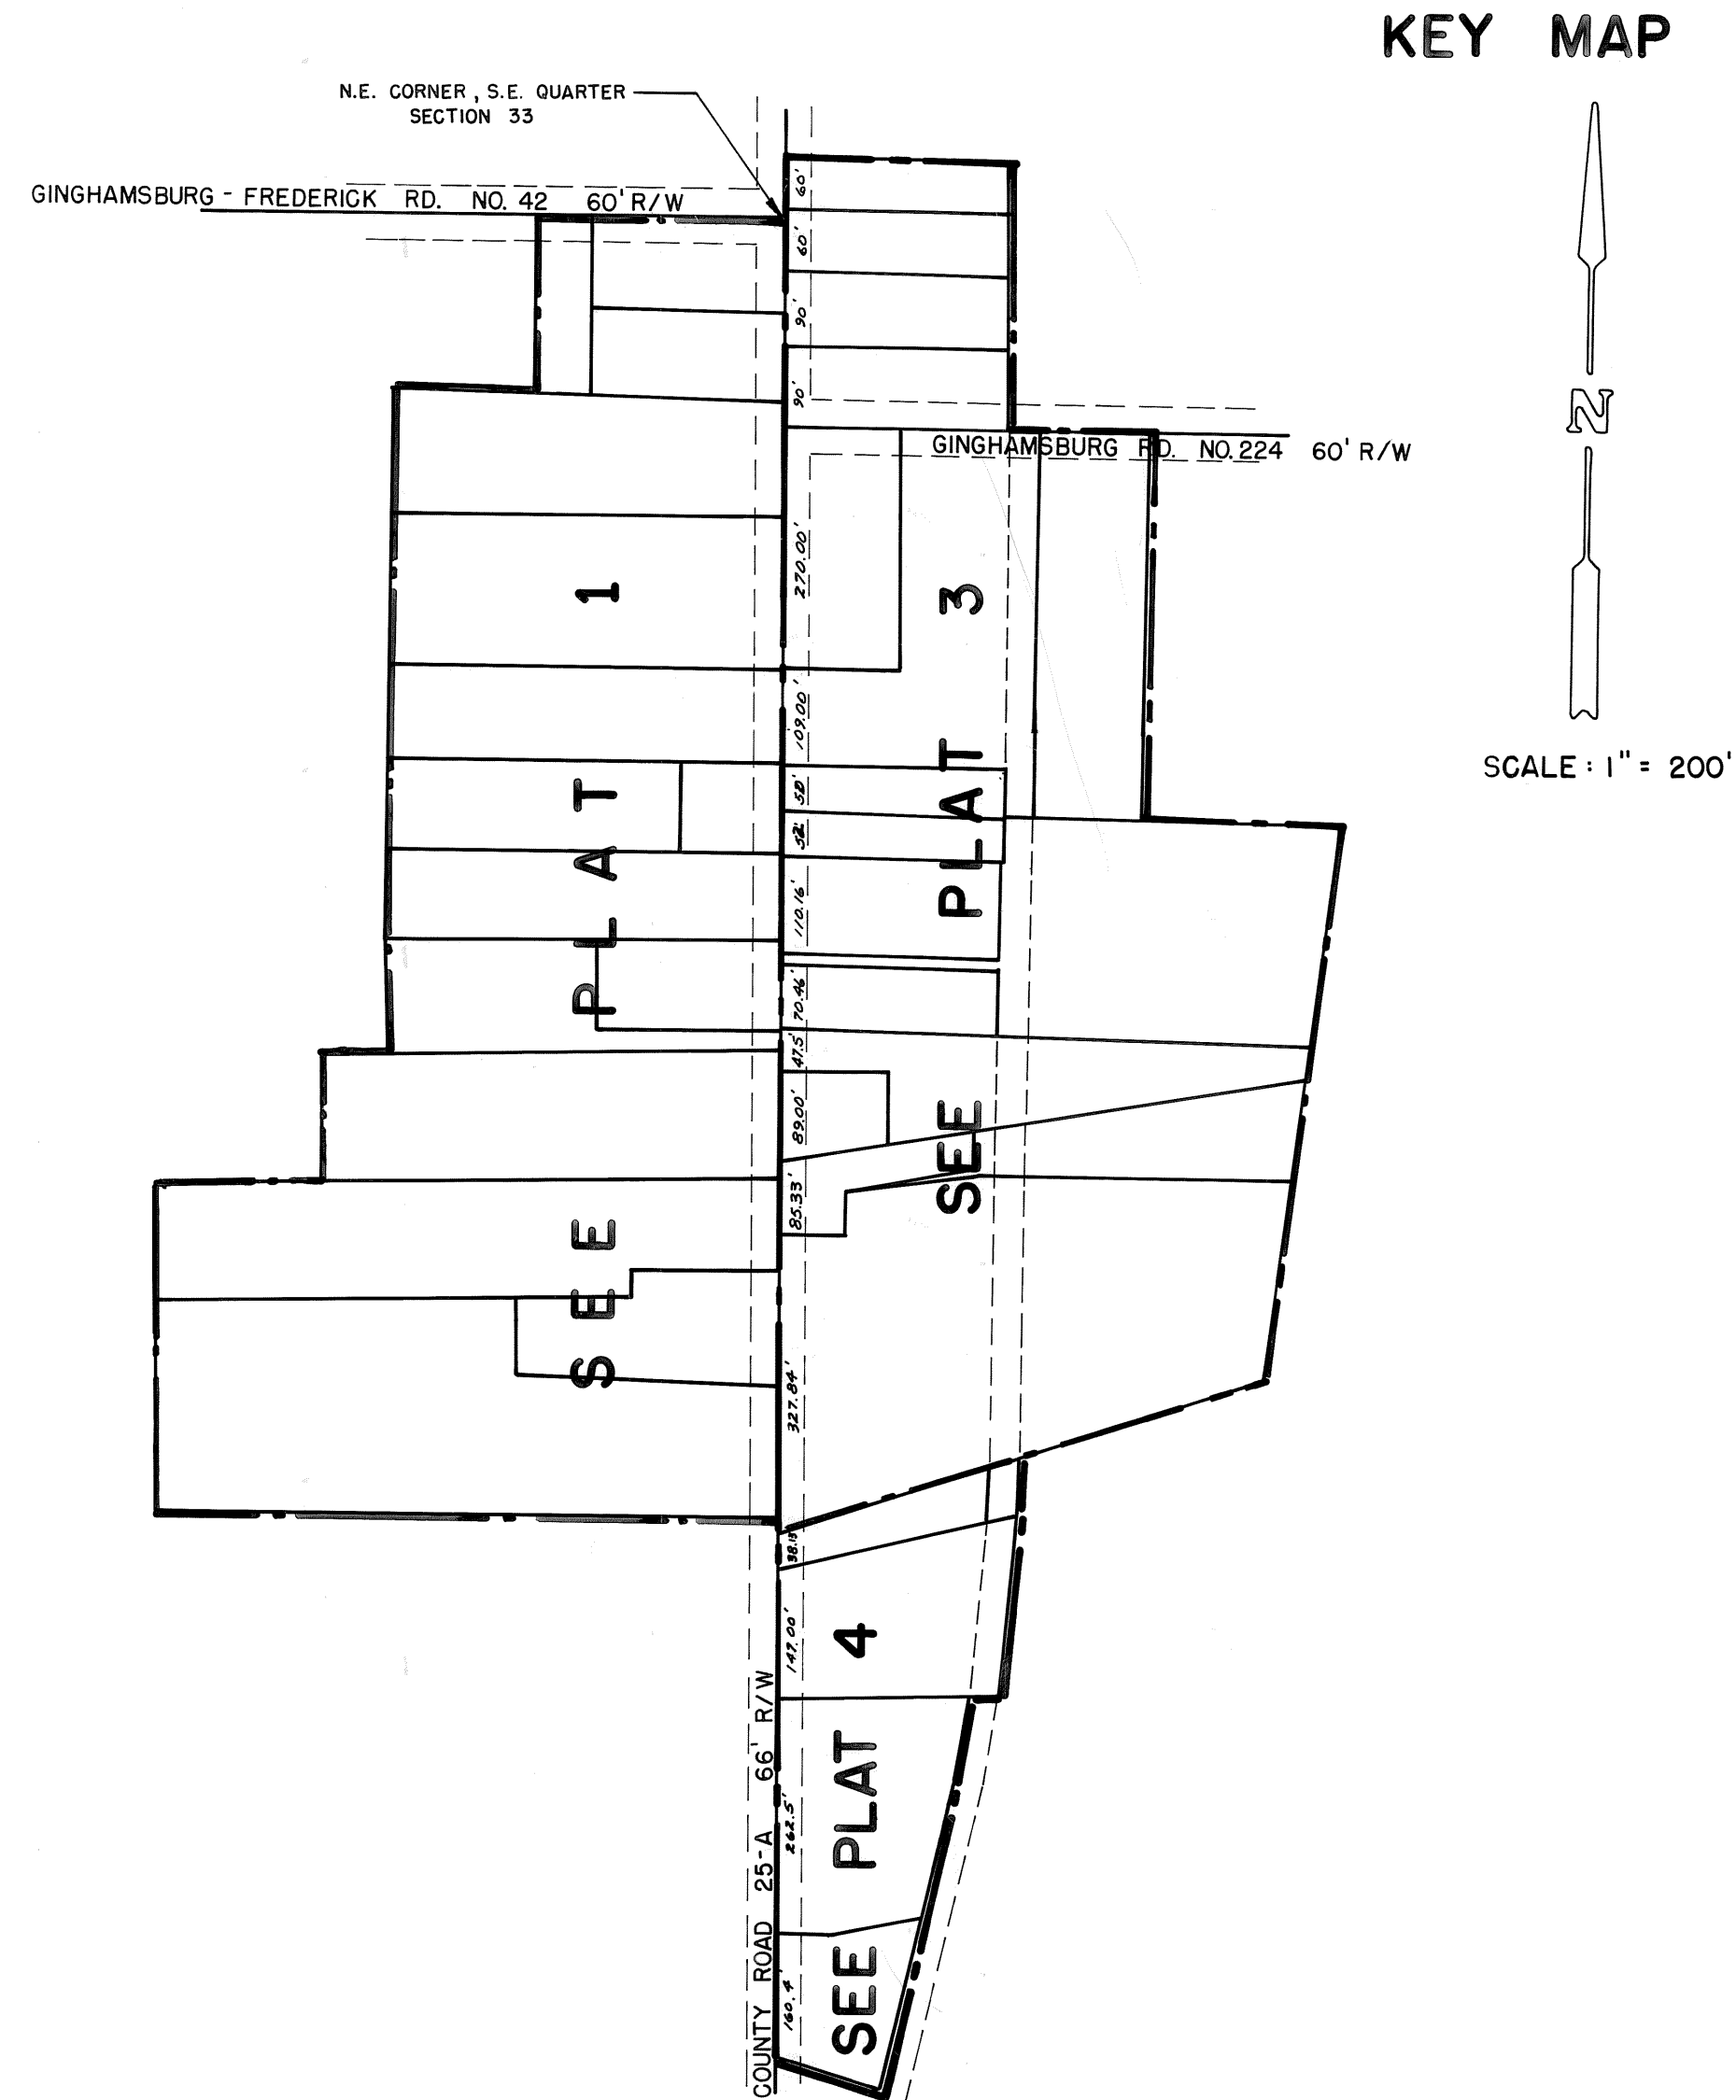 KEY MAP
N.E. CORNER, S.E. QUARTER
SECTION 33
GINGHAMSBURG - FREDERICK RD. NO. 42 60' R/W
60'
60'
90'
90'
GINGHAMSBURG RD. NO. 224 60' R/W
N
SCALE: 1" = 200'
270.00'
109.00'
52'
110.16'
70.46'
47.5'
89.00'
85.33'
327.84'
147.00'
262.5'
160.4'
SEE PLAT 1
SEE PLAT 3
SEE PLAT 4
COUNTY ROAD 25-A 66' R/W